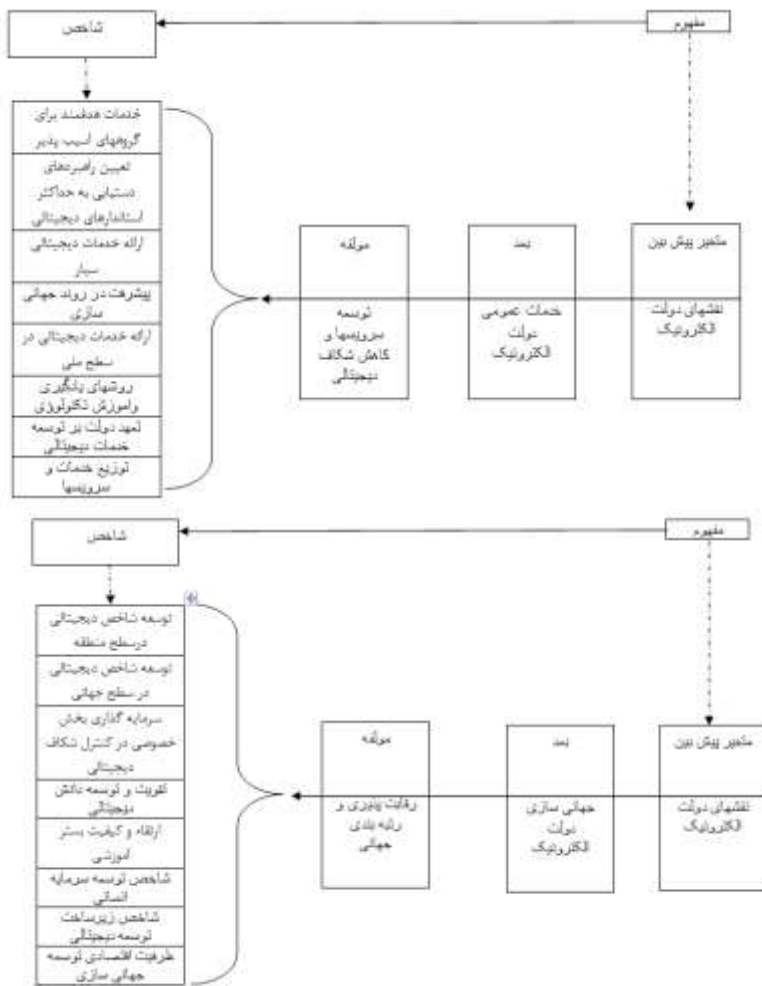 مفهوم
شاخص
خدمات هدفمند برای
گروههای اسیب پذیر
تعیین راهبردهای
دستیابی به حداکثر
استاندارهای دیجیتالی
ارائه خدمات دیجیتالی
سیار
پیشرفت در روند جهانی
سازی
ارائه خدمات دیجیتالی در
سطح ملی
روشهای یادگیری
واموزش تکنولوژی
تعهد دولت بر توسعه
خدمات دیجیتالی
توزیع خدمات و
سرویسها
متغیر پیش بین
نقشهای دولت
الکترونیک
بعد
خدمات عمومی
دولت
الکترونیک
مولفه
توسعه
سرویسها و
کاهش شکاف
دیجیتالی
مفهوم
شاخص
توسعه شاخص دیجیتالی
درسطح منطقه
توسعه شاخص دیجیتالی
در سطح جهانی
سرمایه گذاری بخش
خصوصی در کنترل شکاف
دیجیتالی
تقویت و توسعه دانش
دیجیتالی
ارتقاء و کیفیت بستر
آموزشی
شاخص توسعه سرمایه
انسانی
شاخص زیرساخت
توسعه دیجیتالی
ظرفیت اقتصادی توسعه
جهانی سازی
متغیر پیش بین
نقشهای دولت
الکترونیک
بعد
جهانی سازی
دولت
الکترونیک
مولفه
رقابت پذیری و
رتبه بندی
جهانی